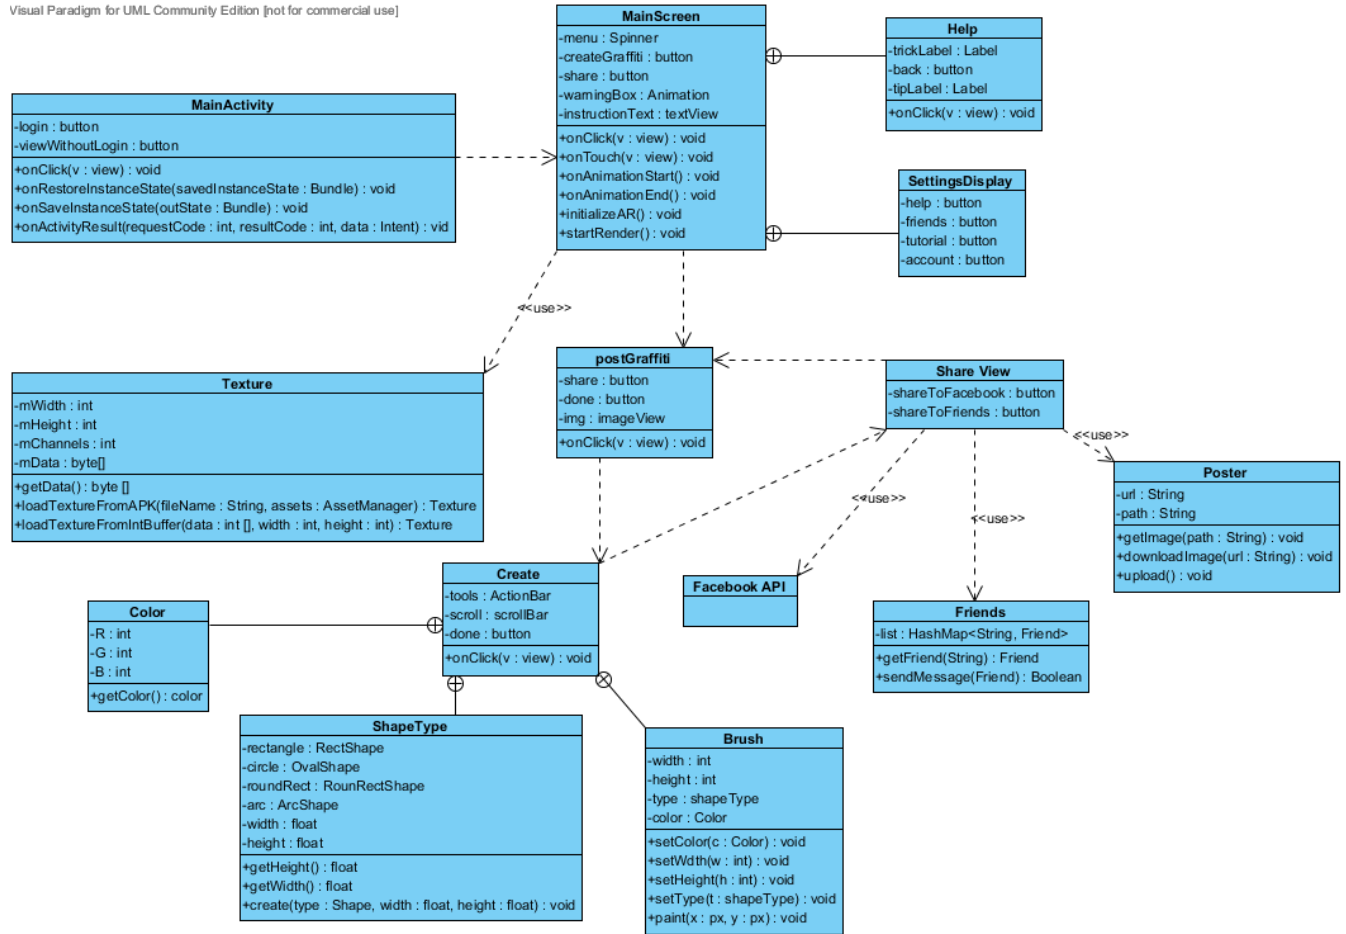 Visual Paradigm for UML Community Edition [not for commercial use]
MainScreen
-menu : Spinner
-createGraffiti : button
-share : button
-warningBox : Animation
-instructionText : textView
+onClick(v : view) : void
+onTouch(v : view) : void
+onAnimationStart() : void
+onAnimationEnd() : void
+initializeAR() : void
+startRender() : void
Help
-trickLabel : Label
-back : button
-tipLabel : Label
+onClick(v : view) : void
MainActivity
-login : button
-viewWithoutLogin : button
+onClick(v : view) : void
+onRestoreInstanceState(savedInstanceState : Bundle) : void
+onSaveInstanceState(outState : Bundle) : void
+onActivityResult(requestCode : int, resultCode : int, data : Intent) : vid
SettingsDisplay
-help : button
-friends : button
-tutorial : button
-account : button
<<use>>
Texture
-mWidth : int
-mHeight : int
-mChannels : int
-mData : byte[]
+getData() : byte []
+loadTextureFromAPK(fileName : String, assets : AssetManager) : Texture
+loadTextureFromIntBuffer(data : int [], width : int, height : int) : Texture
postGraffiti
-share : button
-done : button
-img : imageView
+onClick(v : view) : void
Share View
-shareToFacebook : button
-shareToFriends : button
<<use>>
<<use>>
<<use>>
Poster
-url : String
-path : String
+getImage(path : String) : void
+downloadImage(url : String) : void
+upload() : void
Create
-tools : ActionBar
-scroll : scrollBar
-done : button
+onClick(v : view) : void
Facebook API
Friends
-list : HashMap<String, Friend>
+getFriend(String) : Friend
+sendMessage(Friend) : Boolean
Color
-R : int
-G : int
-B : int
+getColor() : color
ShapeType
-rectangle : RectShape
-circle : OvalShape
-roundRect : RounRectShape
-arc : ArcShape
-width : float
-height : float
+getHeight() : float
+getWidth() : float
+create(type : Shape, width : float, height : float) : void
Brush
-width : int
-height : int
-type : shapeType
-color : Color
+setColor(c : Color) : void
+setWdth(w : int) : void
+setHeight(h : int) : void
+setType(t : shapeType) : void
+paint(x : px, y : px) : void